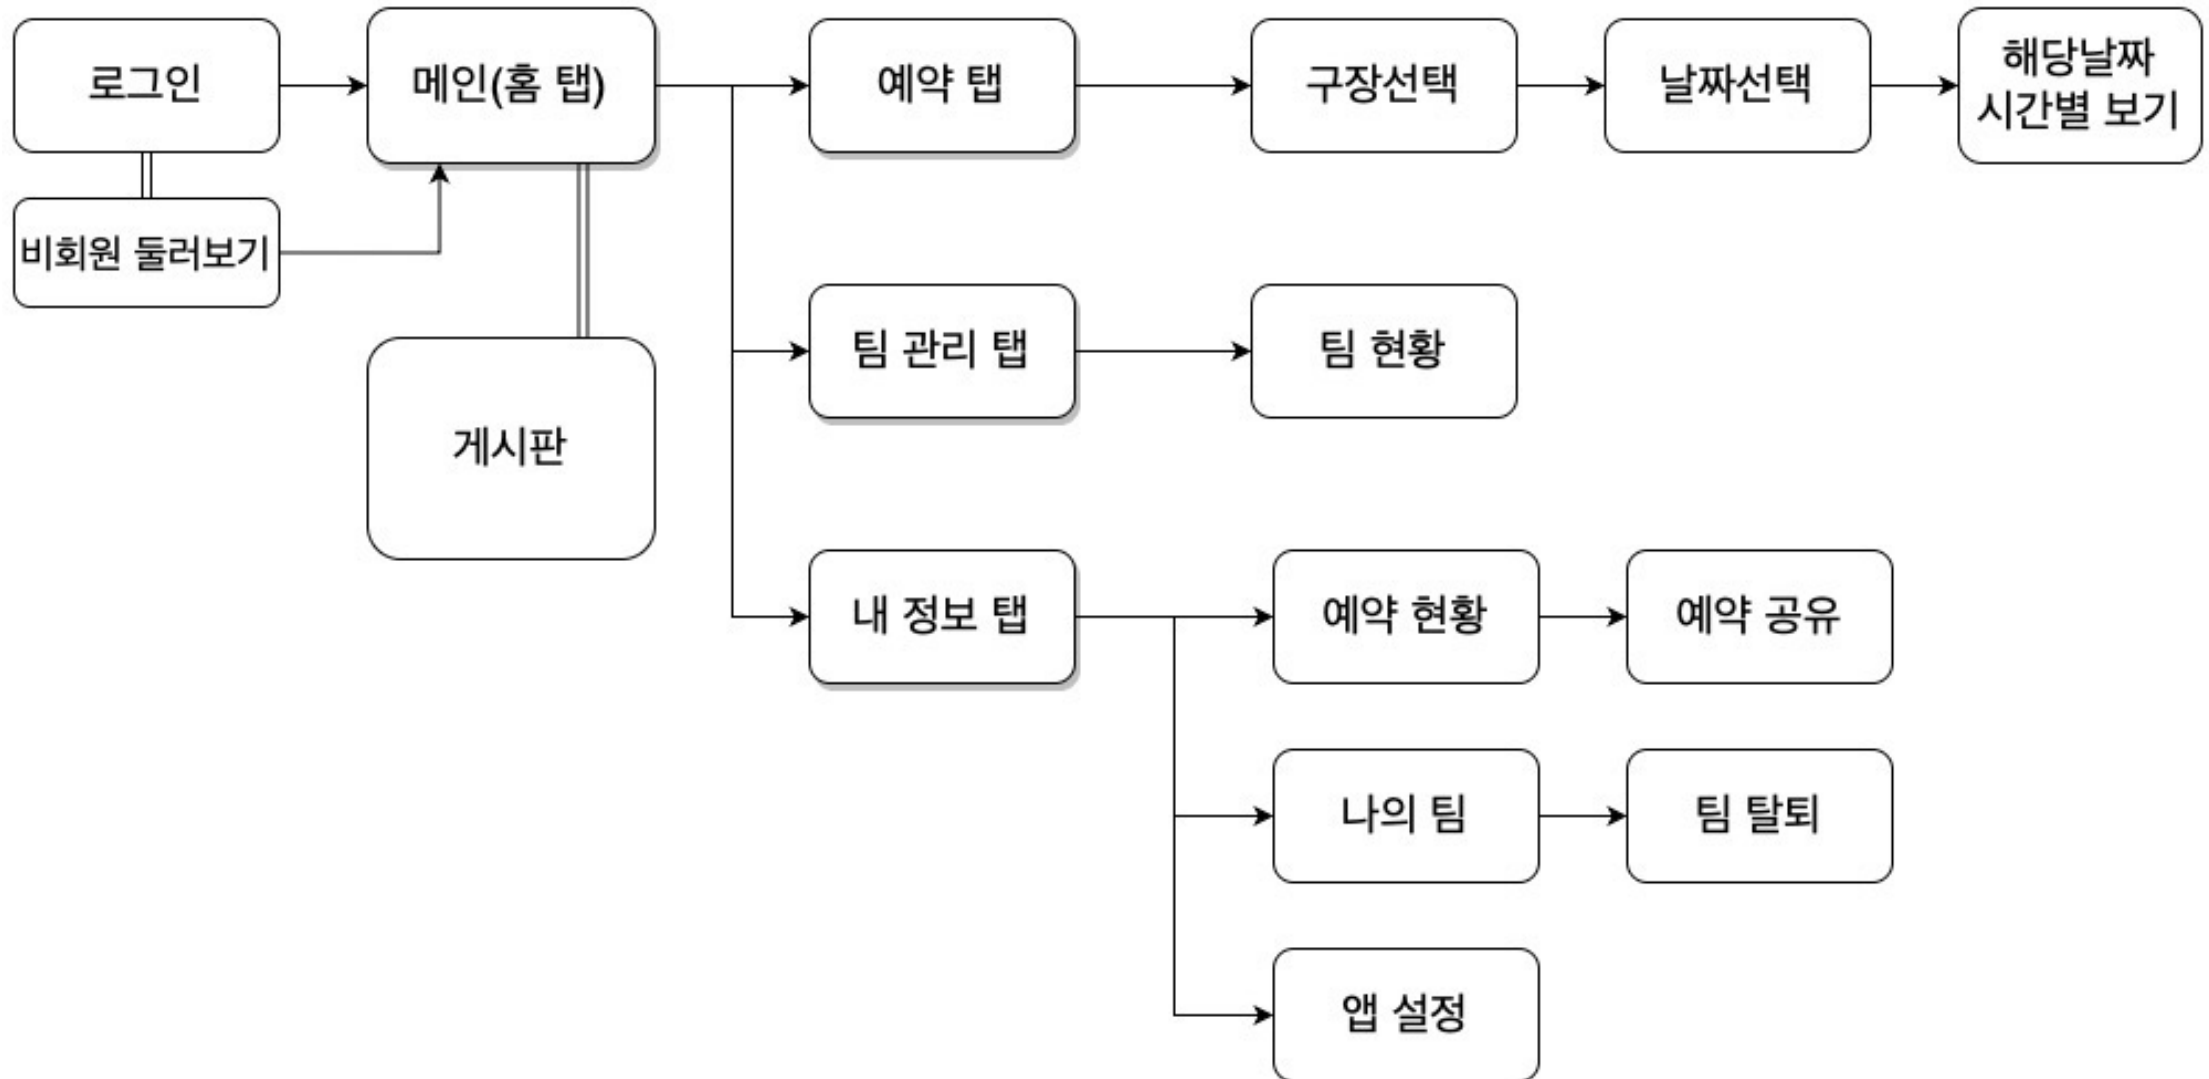 로그인
메인(홈 탭)
예약 탭
구장선택
날짜선택
해당날짜
시간별 보기
비회원 둘러보기
게시판
팀 관리 탭
팀 현황
내 정보 탭
예약 현황
예약 공유
나의 팀
팀 탈퇴
앱 설정